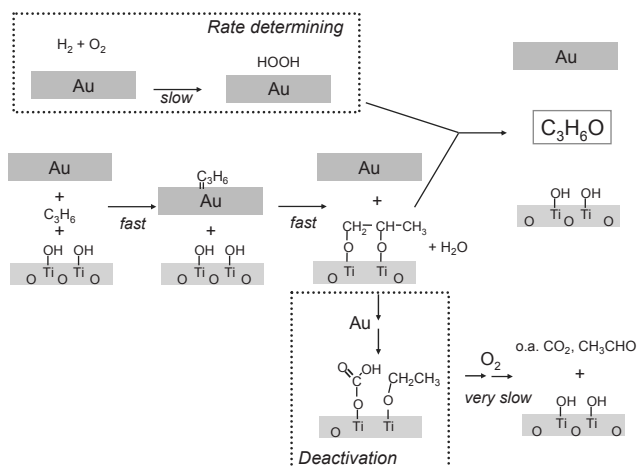 Rate determining
H2 + O2
Au
slow
HOOH
Au
Au
C3H6O
OH OH
Ti Ti
O O O
Au
+
C3H6
+
OH OH
Ti Ti
O O O
fast
C3H6
Au
+
OH OH
Ti Ti
O O O
fast
Au
+
CH2 CH CH3
O O
Ti Ti
O O
+ H2O
Au
O OH
C
O
CH2CH3
O
Ti Ti
O
Deactivation
O2
very slow
o.a. CO2, CH3CHO
+
OH OH
Ti Ti
O O O